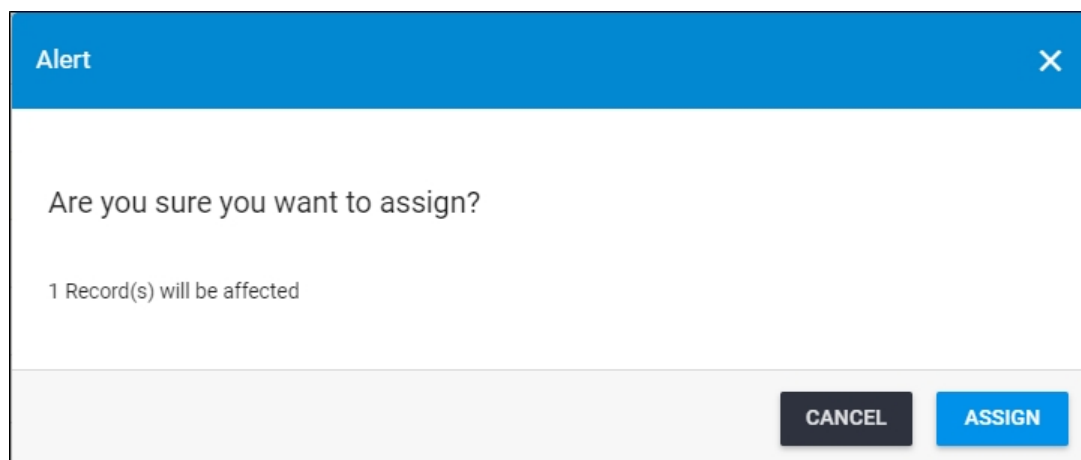 Alert
Are you sure you want to assign?
1 Record(s) will be affected
CANCEL ASSIGN